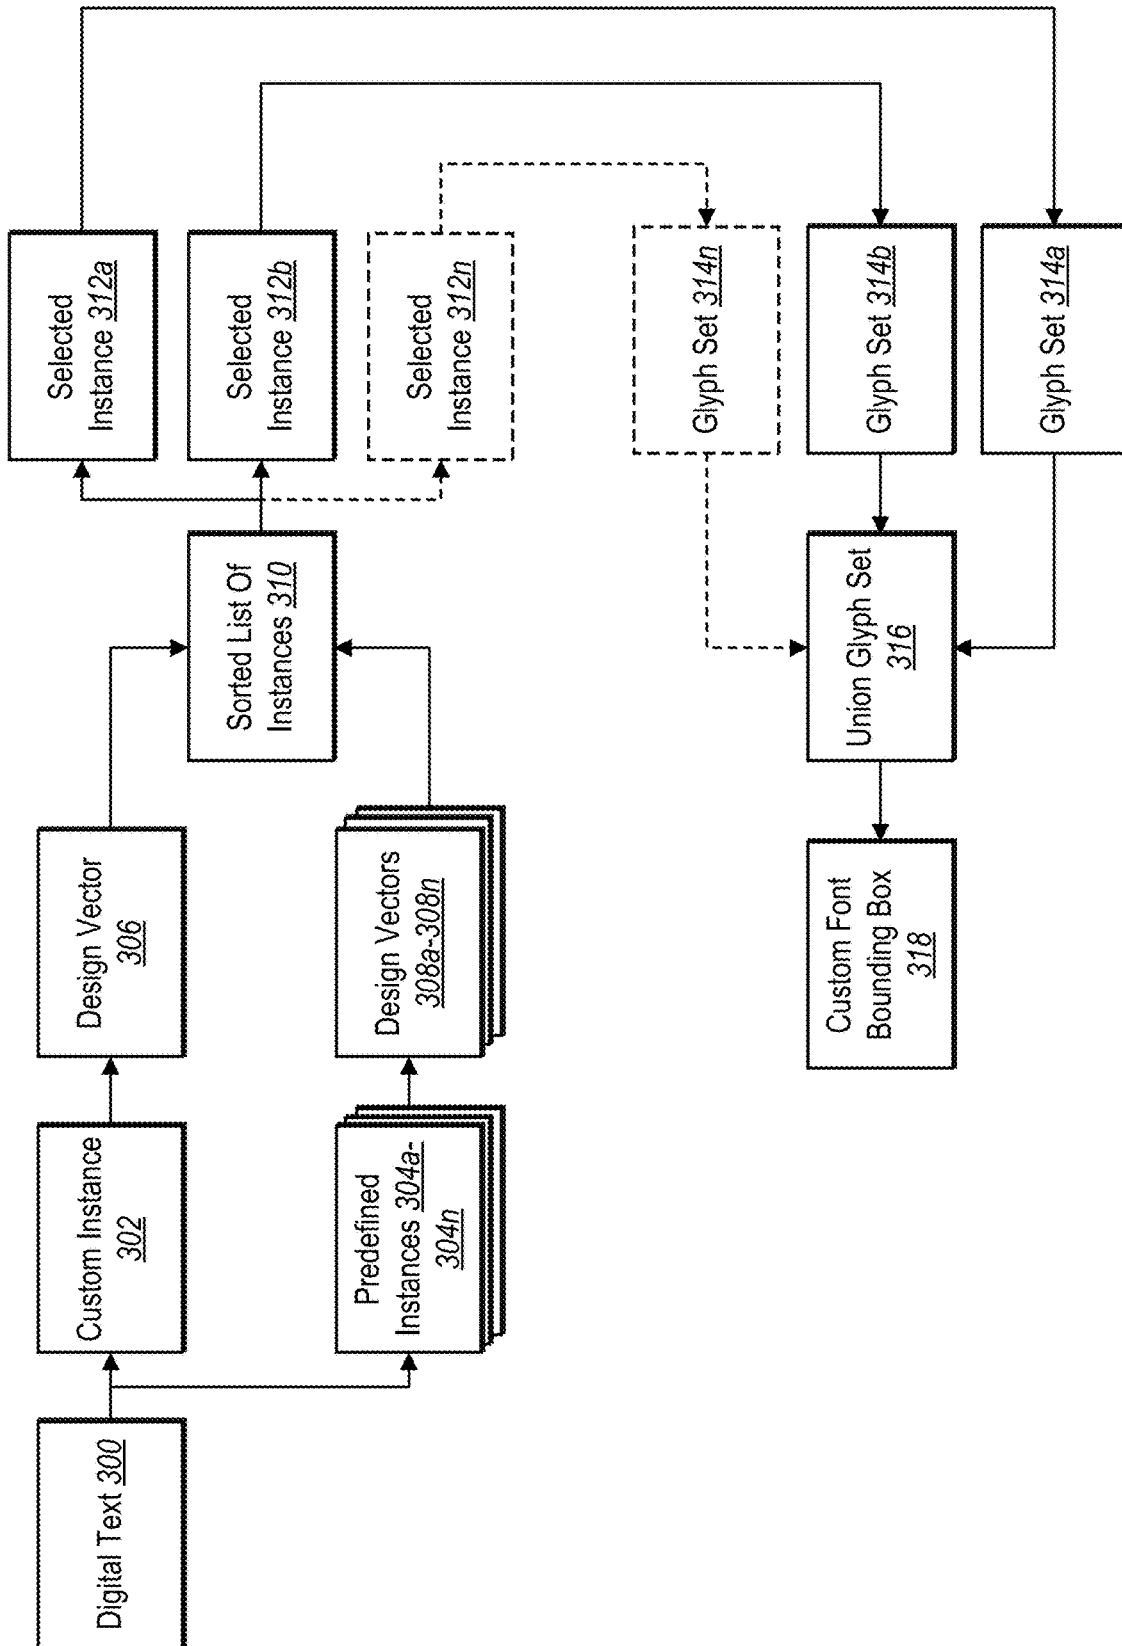 Digital Text 300
Custom Instance
302
Predefined
Instances 304a-
304n
Design Vector
306
Design Vectors
308a-308n
Sorted List Of
Instances 310
Selected
Instance 312a
Selected
Instance 312b
Selected
Instance 312n
Glyph Set 314n
Glyph Set 314b
Glyph Set 314a
Union Glyph Set
316
Custom Font
Bounding Box
318